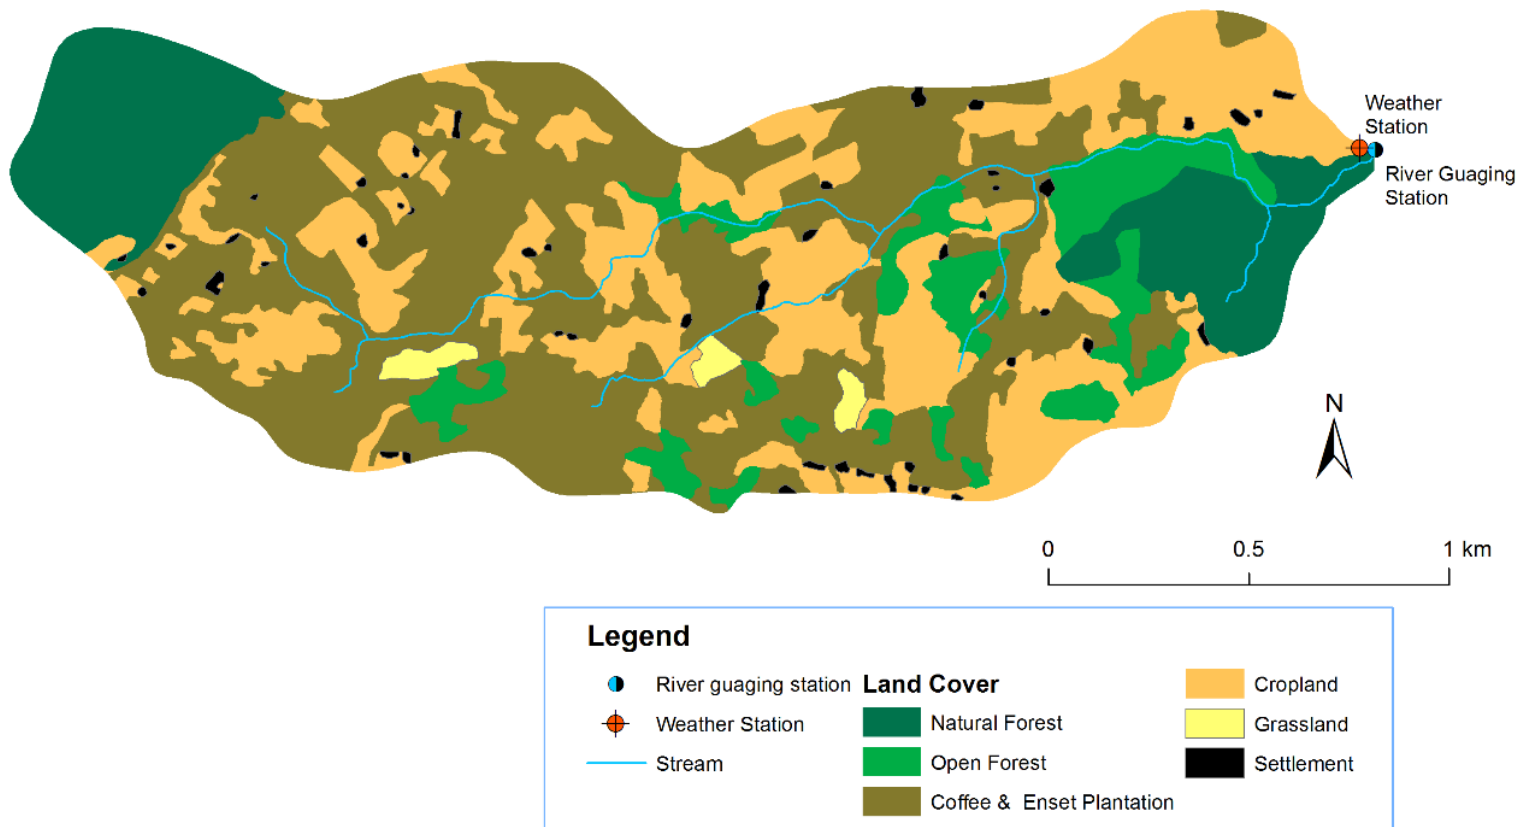 Weather
Station
River Guaging
Station
N
0 0.5 1 km
Legend
River guaging station
Weather Station
Stream
Land Cover
Natural Forest
Open Forest
Coffee & Enset Plantation
Cropland
Grassland
Settlement